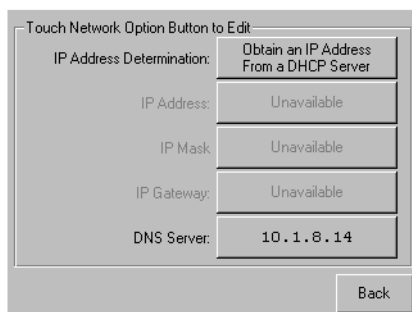 Touch Network Option Button to Edit
IP Address Determination:
Obtain an IP Address
From a DHCP Server
IP Address:
Unavailable
IP Mask
Unavailable
IP Gateway:
Unavailable
DNS Server:
10.1.8.14
Back